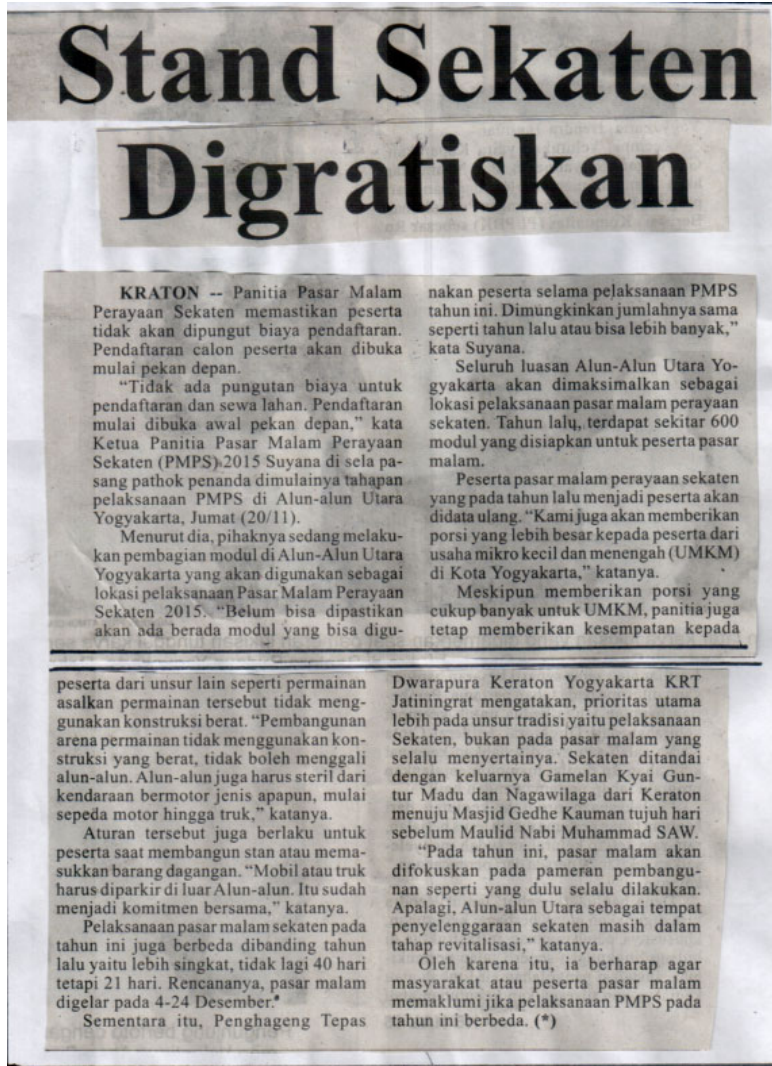 Stand Sekaten
Digratiskan
KRATON -- Panitia Pasar Malam
Perayaan Sekaten memastikan peserta
tidak akan dipungut biaya pendaftaran.
Pendaftaran calon peserta akan dibuka
mulai pekan depan.
“Tidak ada pungutan biaya untuk
pendaftaran dan sewa lahan. Pendaftaran
mulai dibuka awal pekan depan,” kata
Ketua Panitia Pasar Malam Perayaan
Sekaten (PMPS) 2015 Suyana di sela pa-
sang pathok penanda dimulainya tahapan
pelaksanaan PMPS di Alun-alun Utara
Yogyakarta, Jumat (20/11).
Menurut dia, pihaknya sedang melaku-
kan pembagian modul di Alun-Alun Utara
Yogyakarta yang akan digunakan sebagai
lokasi pelaksanaan Pasar Malam Perayaan
Sekaten 2015. “Belum bisa dipastikan
akan ada berada modul yang bisa digu-
nakan peserta selama pelaksanaan PMPS
tahun ini. Dimungkinkan jumlahnya sama
seperti tahun lalu atau bisa lebih banyak,”
kata Suyana.
Seluruh luasan Alun-Alun Utara Yo-
gyakarta akan dimaksimalkan sebagai
lokasi pelaksanaan pasar malam perayaan
sekaten. Tahun lalu, terdapat sekitar 600
modul yang disiapkan untuk peserta pasar
malam.
Peserta pasar malam perayaan sekaten
yang pada tahun lalu menjadi peserta akan
didata ulang. “Kami juga akan memberikan
porsi yang lebih besar kepada peserta dari
usaha mikro kecil dan menengah (UMKM)
di Kota Yogyakarta,” katanya.
Meskipun memberikan porsi yang
cukup banyak untuk UMKM, panitia juga
tetap memberikan kesempatan kepada
peserta dari unsur lain seperti permainan
asalkan permainan tersebut tidak meng-
gunakan konstruksi berat. “Pembangunan
arena permainan tidak menggunakan kon-
struksi yang berat, tidak boleh menggali
alun-alun. Alun-alun juga harus steril dari
kendaraan bermotor jenis apapun, mulai
sepeda motor hingga truk,” katanya.
Aturan tersebut juga berlaku untuk
peserta saat membangun stan atau mema-
sukkan barang dagangan. “Mobil atau truk
harus diparkir di luar Alun-alun. Itu sudah
menjadi komitmen bersama,” katanya.
Pelaksanaan pasar malam sekaten pada
tahun ini juga berbeda dibanding tahun
lalu yaitu lebih singkat, tidak lagi 40 hari
tetapi 21 hari. Rencananya, pasar malam
digelar pada 4-24 Desember.
Sementara itu, Penghageng Tepas
Dwarapura Keraton Yogyakarta KRT
Jatiningrat mengatakan, prioritas utama
lebih pada unsur tradisi yaitu pelaksanaan
Sekaten, bukan pada pasar malam yang
selalu menyertainya. Sekaten ditandai
dengan keluarnya Gamelan Kyai Gun-
tur Madu dan Nagawilaga dari Keraton
menuju Masjid Gedhe Kauman tujuh hari
sebelum Maulid Nabi Muhammad SAW.
“Pada tahun ini, pasar malam akan
difokuskan pada pameran pembangu-
nan seperti yang dulu selalu dilakukan.
Apalagi, Alun-alun Utara sebagai tempat
penyelenggaraan sekaten masih dalam
tahap revitalisasi,” katanya.
Oleh karena itu, ia berharap agar
masyarakat atau peserta pasar malam
memaklumi jika pelaksanaan PMPS pada
tahun ini berbeda. (*)